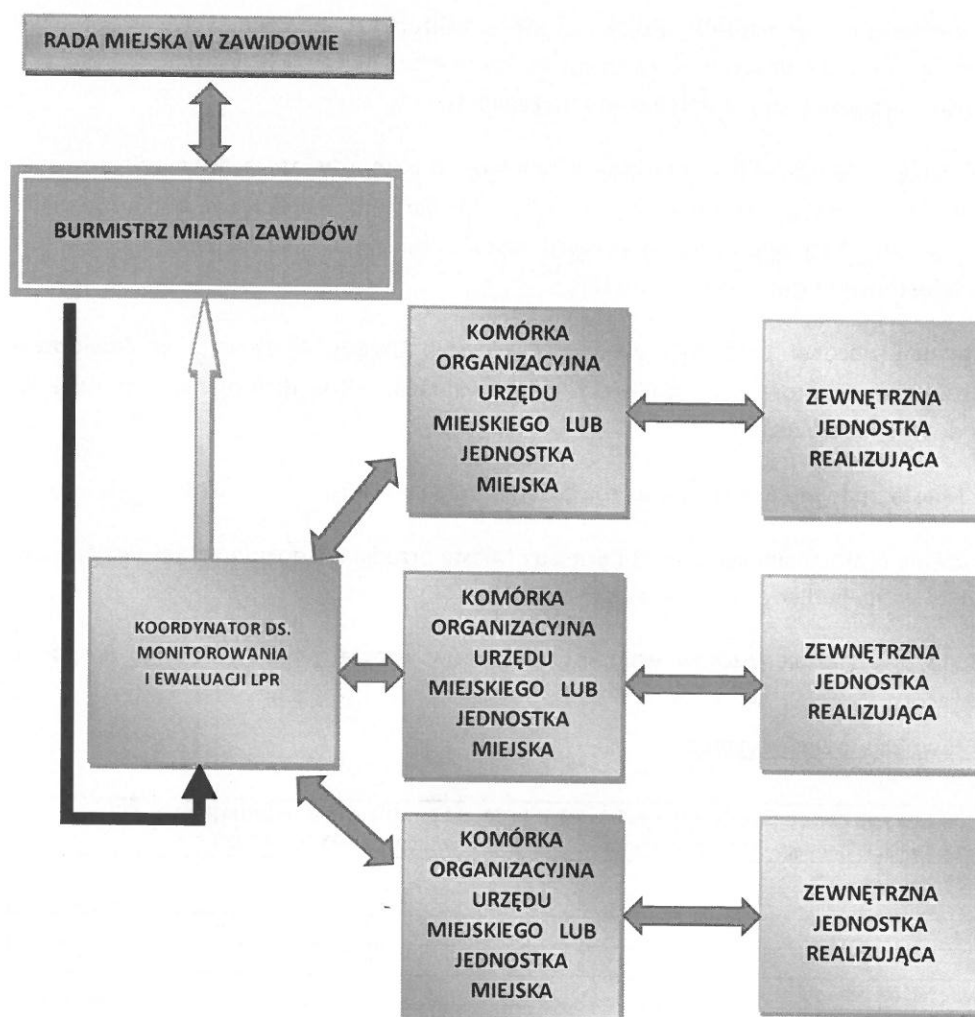 RADA MIEJSKA W ZAWIDOWIE
BURMISTRZ MIASTA ZAWIDÓW
KOMÓRKA
ORGANIZACYJNA
URZĘDU
MIEJSKIEGO LUB
JEDNOSTKA
MIEJSKA
ZEWNĘTRZNA
JEDNOSTKA
REALIZUJĄCA
KOORDYNATOR DS.
MONITOROWANIA
I EWALUACJI LPR
KOMÓRKA
ORGANIZACYJNA
URZĘDU
MIEJSKIEGO LUB
JEDNOSTKA
MIEJSKA
ZEWNĘTRZNA
JEDNOSTKA
REALIZUJĄCA
KOMÓRKA
ORGANIZACYJNA
URZĘDU
MIEJSKIEGO LUB
JEDNOSTKA
MIEJSKA
ZEWNĘTRZNA
JEDNOSTKA
REALIZUJĄCA